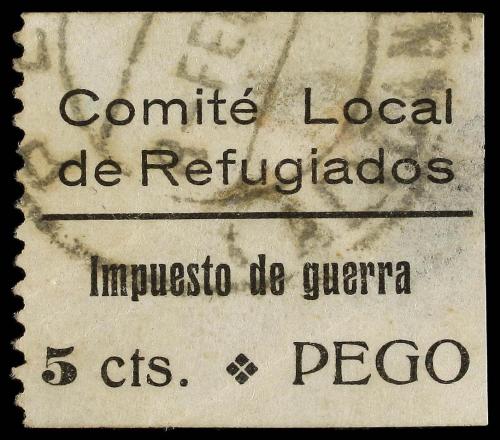 Comité Local
de Refugiados
Impuesto de guerra
5 cts. ❖ PEGO